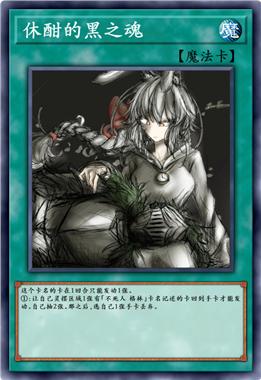 休酣的黑之魂
魔
【魔法卡】
这个卡名的卡在1回合只能发动1张。
①:让自己灵摆区域1张有「不死人 格林」卡名记述的卡回到手卡才能发
动。自己抽2张。那之后，选自己1张手卡丢弃。